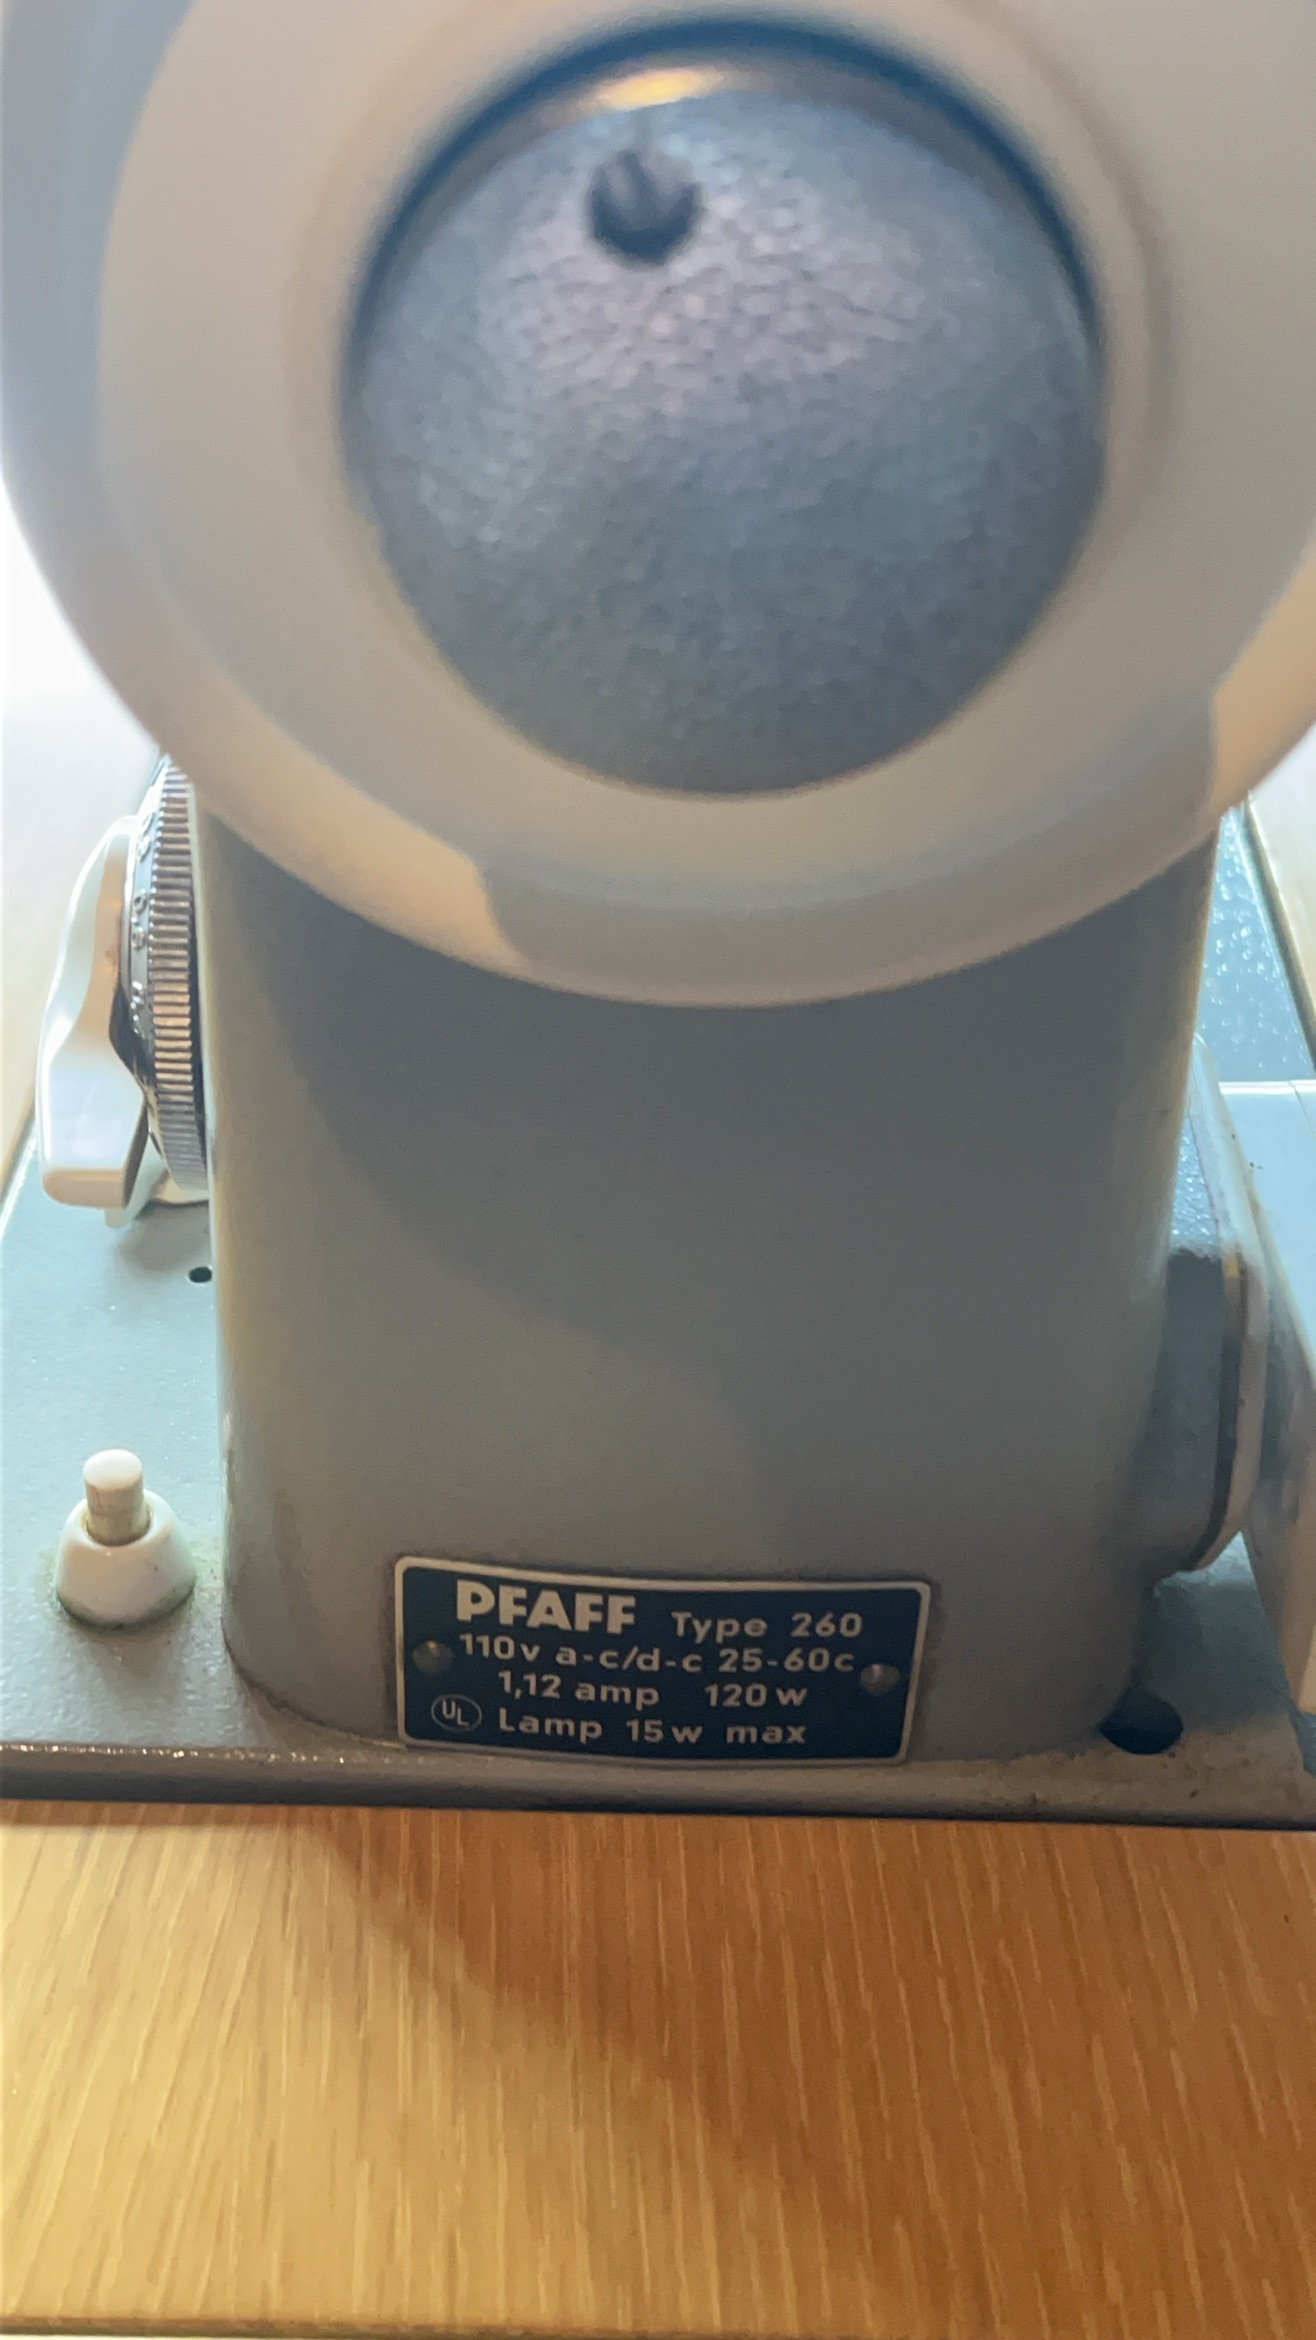 PFAFF Type 260
110v a-c/d-c 25-60c
1,12 amp 120w
UL Lamp 15w max